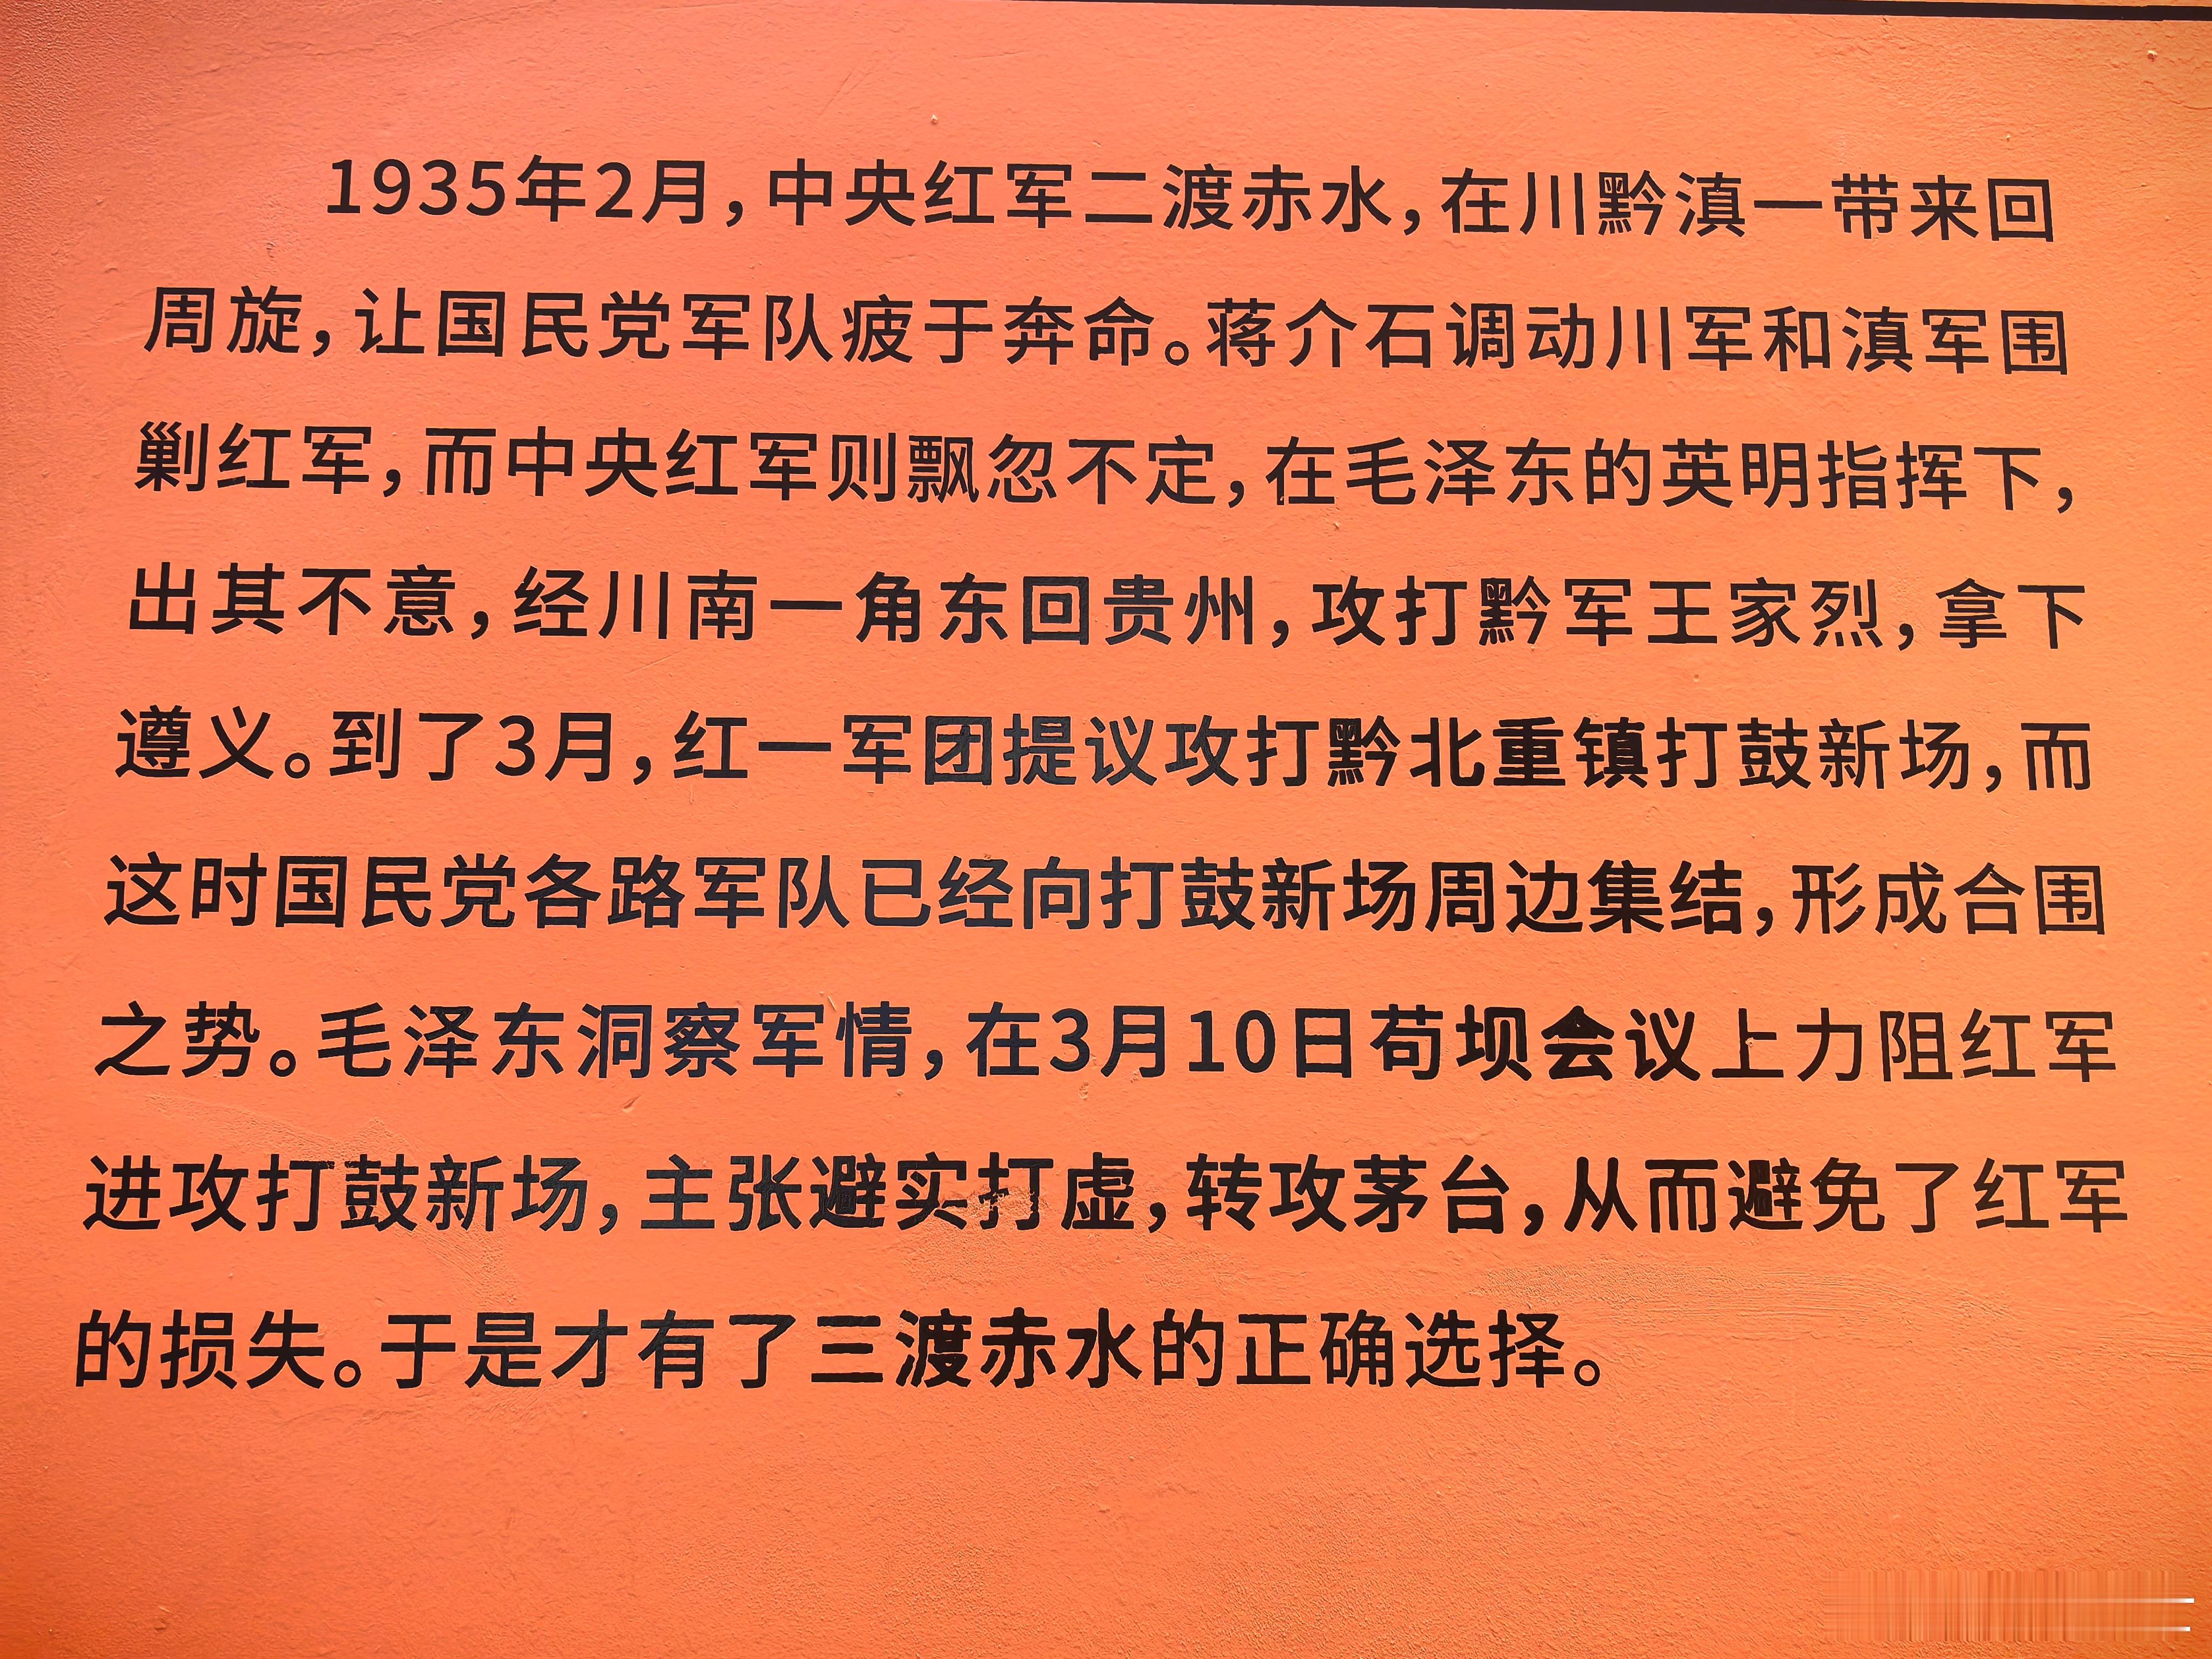 1935年2月，中央红军二渡赤水，在川黔滇一带来回
周旋，让国民党军队疲于奔命。蒋介石调动川军和滇军围
剿红军，而中央红军则飘忽不定，在毛泽东的英明指挥下，
出其不意，经川南一角东回贵州，攻打黔军王家烈，拿下
遵义。到了3月，红一军团提议攻打黔北重镇打鼓新场，而
这时国民党各路军队已经向打鼓新场周边集结，形成合围
之势。毛泽东洞察军情，在3月10日苟坝会议上力阻红军
进攻打鼓新场，主张避实打虚，转攻茅台，从而避免了红军
的损失。于是才有了三渡赤水的正确选择。